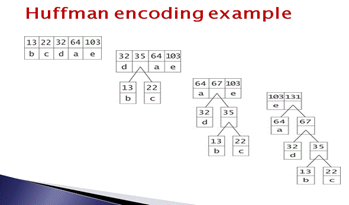 Huffman encoding example
13 22 32 64 103
b c d a e
32 35 64 103
d a e
13 22
b c
64 67 103
a e
32 35
d
13 22
b c
103 131
e
64 67
a
32 35
d
13 22
b c